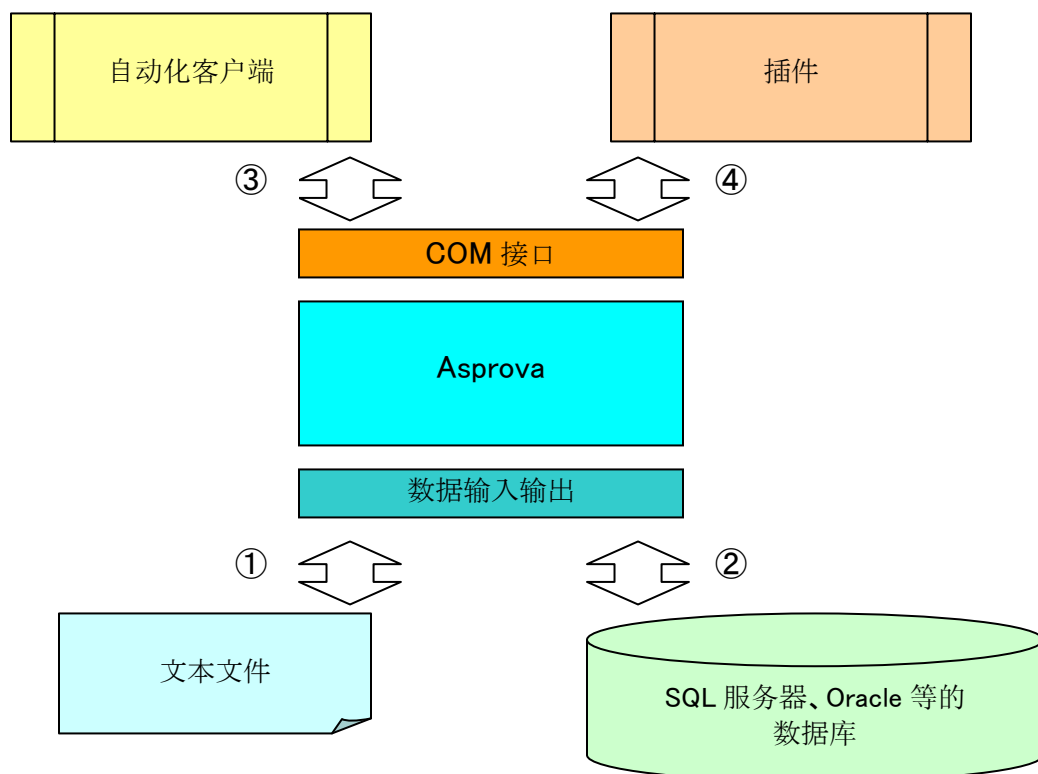 自动化客户端
插件
③
④
COM 接口
Asprova
数据输入输出
①
②
文本文件
SQL 服务器、Oracle 等的
数据库